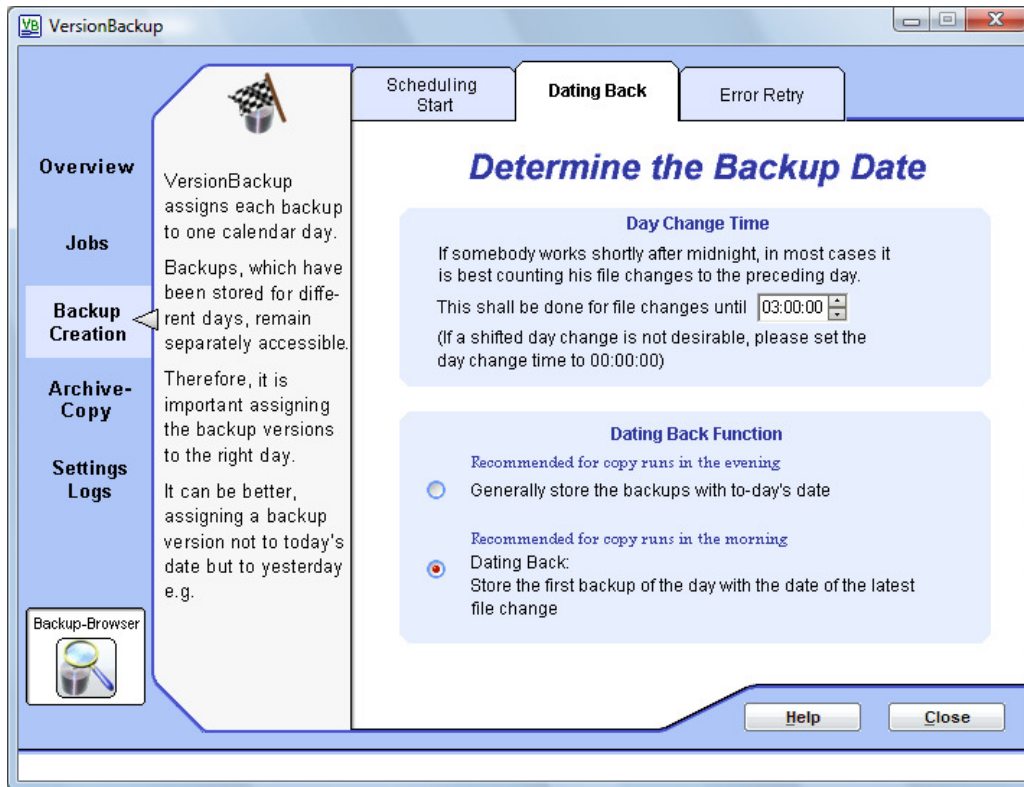 VersionBackup
Overview
Jobs
Backup
Creation
Archive-
Copy
Settings
Logs
Backup-Browser
VersionBackup
assigns each backup
to one calendar day.
Backups, which have
been stored for diffe-
rent days, remain
separately accessible.
Therefore, it is
important assigning
the backup versions
to the right day.
It can be better,
assigning a backup
version not to today's
date but to yesterday
e.g.
Scheduling
Start
Dating Back
Error Retry
Determine the Backup Date
Day Change Time
If somebody works shortly after midnight, in most cases it
is best counting his file changes to the preceding day.
This shall be done for file changes until 03:00:00
(If a shifted day change is not desirable, please set the
day change time to 00:00:00)
Dating Back Function
Recommended for copy runs in the evening
Generally store the backups with to-day's date
Recommended for copy runs in the morning
Dating Back:
Store the first backup of the day with the date of the latest
file change
Help
Close